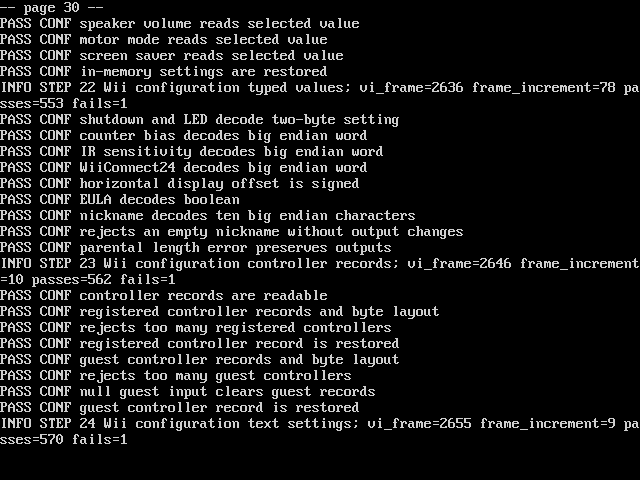 -- page 30 --
PASS CONF speaker volume reads selected value
PASS CONF motor mode reads selected value
PASS CONF screen saver reads selected value
PASS CONF in-memory settings are restored
INFO STEP 22 Wii configuration typed values; vi_frame=2636 frame_increment=78 pa
sses=553 fails=1
PASS CONF shutdown and LED decode two-byte setting
PASS CONF counter bias decodes big endian word
PASS CONF IR sensitivity decodes big endian word
PASS CONF WiiConnect24 decodes big endian word
PASS CONF horizontal display offset is signed
PASS CONF EULA decodes boolean
PASS CONF nickname decodes ten big endian characters
PASS CONF rejects an empty nickname without output changes
PASS CONF parental length error preserves outputs
INFO STEP 23 Wii configuration controller records; vi_frame=2646 frame_increment
=10 passes=562 fails=1
PASS CONF controller records are readable
PASS CONF registered controller records and byte layout
PASS CONF rejects too many registered controllers
PASS CONF registered controller record is restored
PASS CONF guest controller records and byte layout
PASS CONF rejects too many guest controllers
PASS CONF null guest input clears guest records
PASS CONF guest controller record is restored
INFO STEP 24 Wii configuration text settings; vi_frame=2655 frame_increment=9 pa
sses=570 fails=1